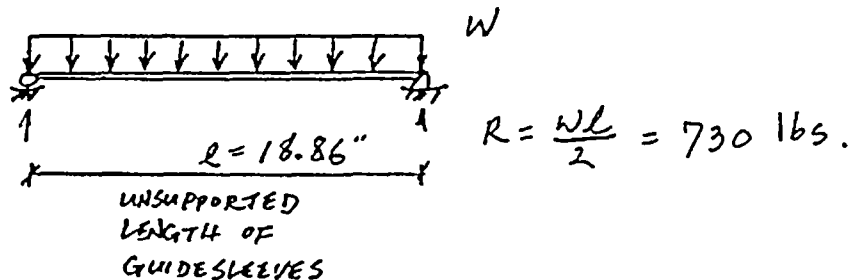 W
R = Wl/2 = 730 lbs.
l = 18.86"
UNSUPPORTED
LENGTH OF
GUIDESLEEVES